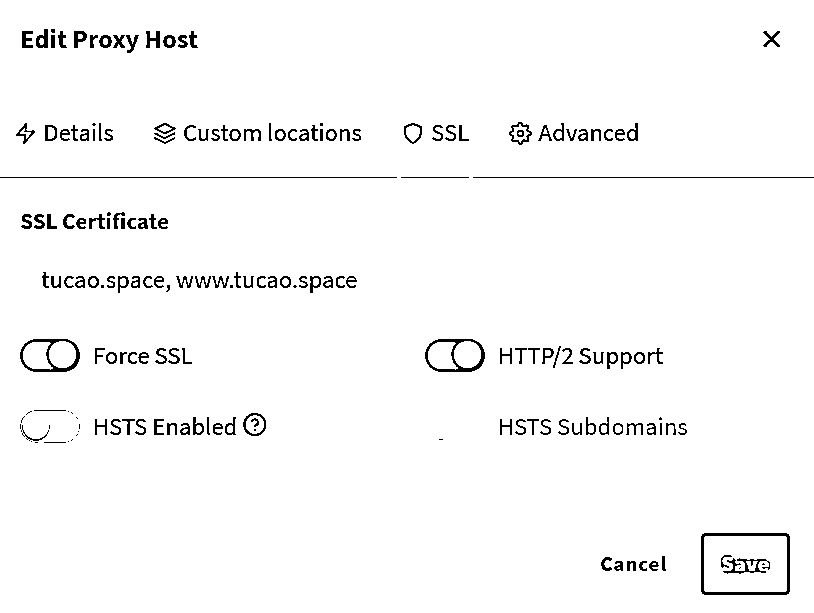 Edit Proxy Host
Details Custom locations SSL Advanced
SSL Certificate
tucao.space, www.tucao.space
Force SSL HTTP/2 Support
HSTS Enabled HSTS Subdomains
Cancel Save